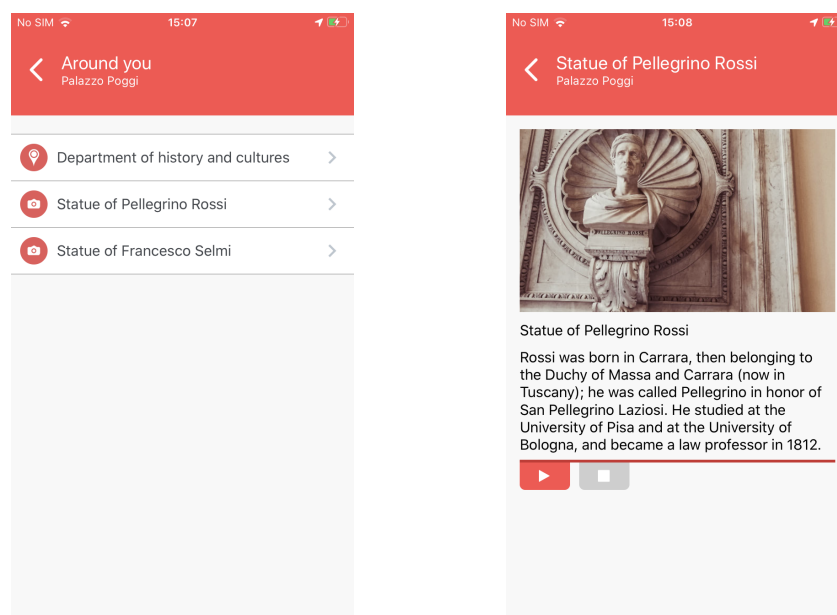 No SIM 15:07
Around you
Palazzo Poggi
Department of history and cultures
Statue of Pellegrino Rossi
Statue of Francesco Selmi
No SIM 15:08
Statue of Pellegrino Rossi
Palazzo Poggi
PELLEGRINO ROSSI
Statue of Pellegrino Rossi
Rossi was born in Carrara, then belonging to
the Duchy of Massa and Carrara (now in
Tuscany); he was called Pellegrino in honor of
San Pellegrino Laziosi. He studied at the
University of Pisa and at the University of
Bologna, and became a law professor in 1812.